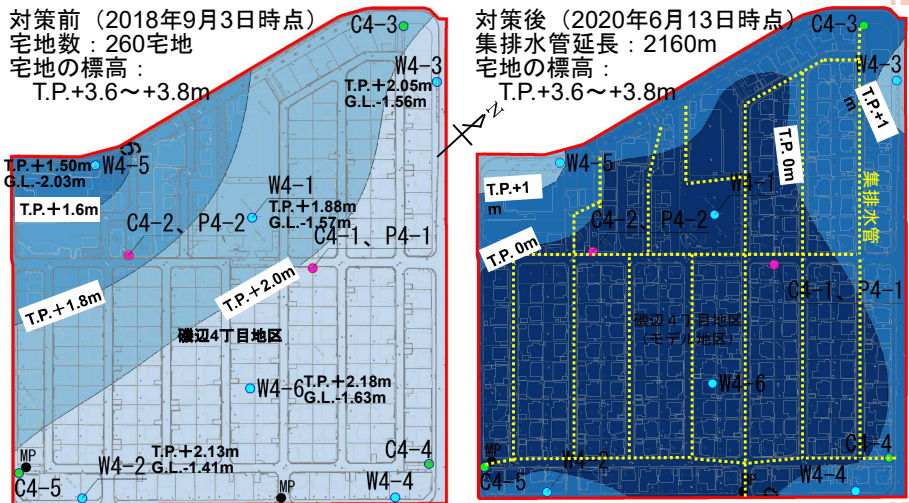 対策前（2018年9月3日時点）
宅地数：260宅地
宅地の標高：
T.P.+3.6～+3.8m
C4-3
W4-3
T.P.+2.05m
G.L.-1.56m
N
T.P.+1.50m
G.L.-2.03m
W4-5
T.P.+1.6m
W4-1
T.P.+1.88m
G.L.-1.57m
C4-2、P4-2
C4-1、P4-1
T.P.+1.8m
T.P.+2.0m
磯辺4丁目地区
W4-6
T.P.+2.18m
G.L.-1.63m
W4-2
T.P.+2.13m
G.L.-1.41m
MP
C4-5
MP
W4-4
C4-4
対策後（2020年6月13日時点）
集排水管延長：2160m
宅地の標高：
T.P.+3.6～+3.8m
C4-3
W4-3
T.P.+1
m
T.P. 0m
W4-5
T.P.+1
m
W4-1
集排水管
C4-2、P4-2
T.P. 0m
C4-1、P4-1
磯辺4丁目地区
（モデル地区）
W4-6
MP
W4-2
C4-5
MP
W4-4
C4-4